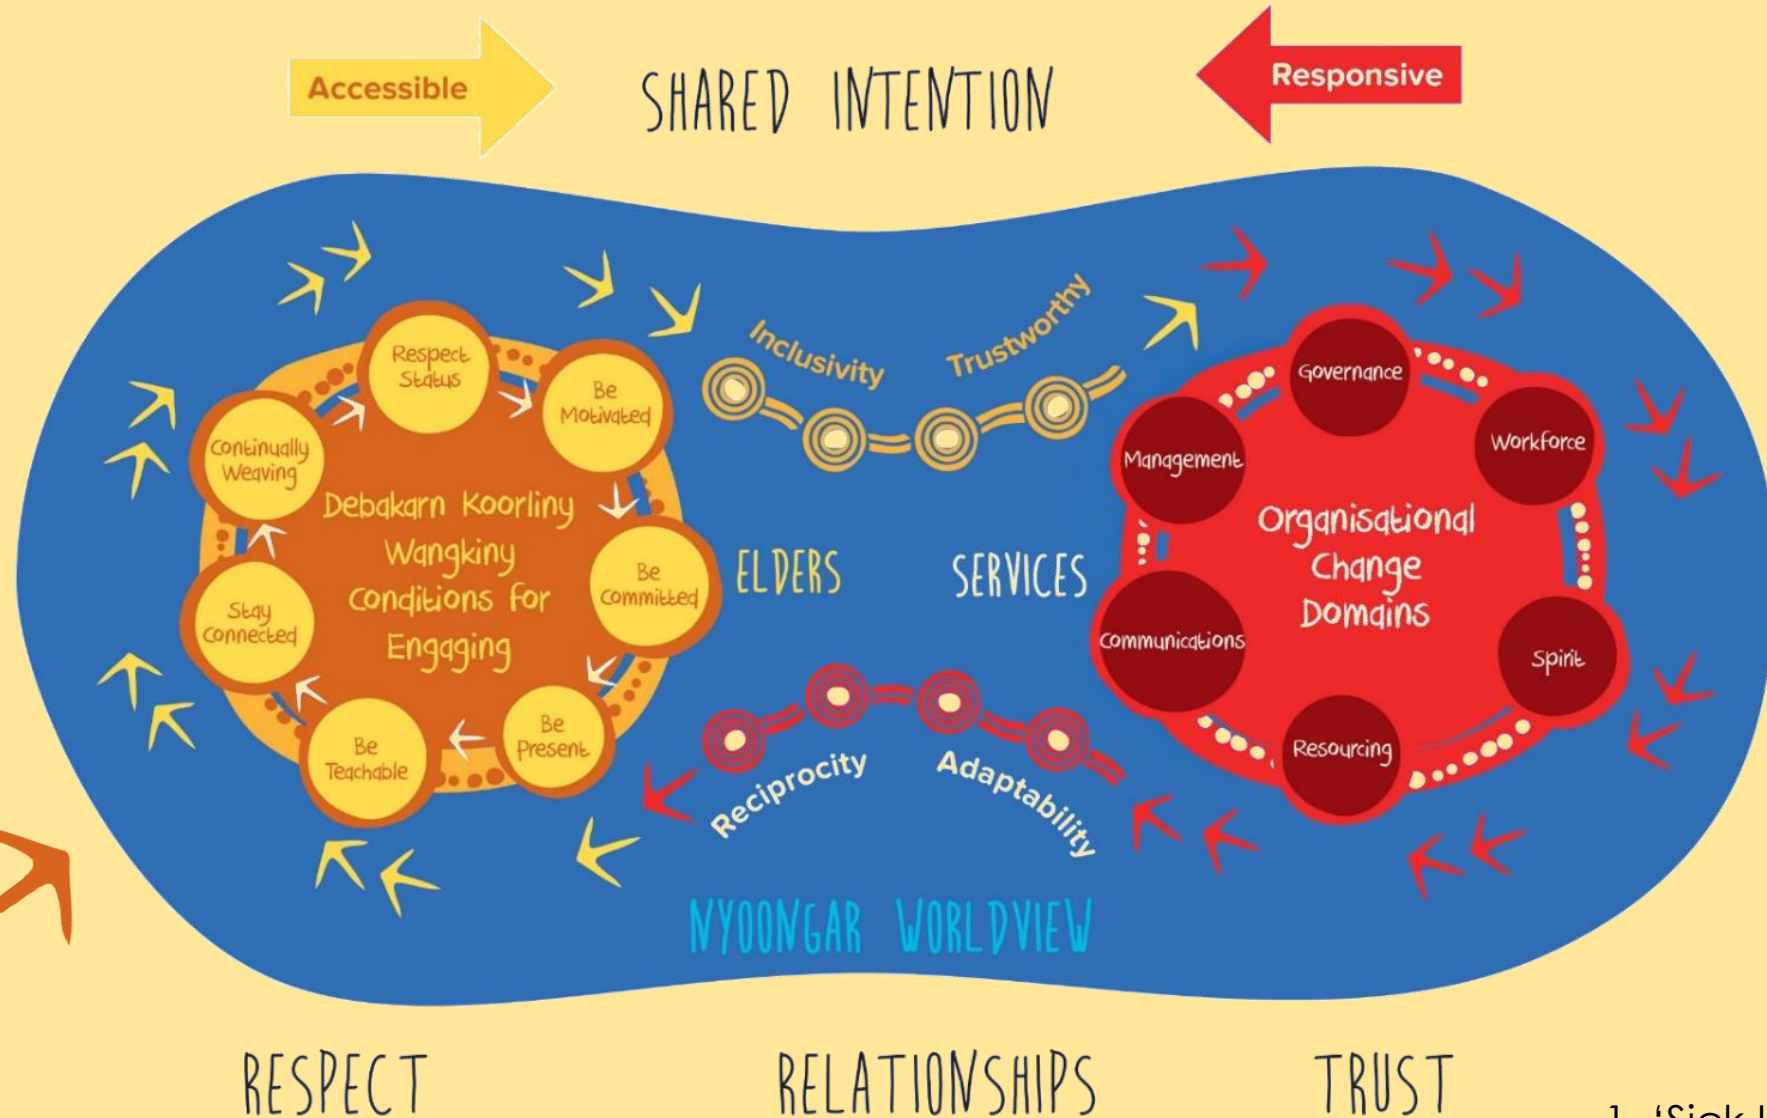 Accessible
SHARED INTENTION
Responsive
Respect
Status
Be
Motivated
Be
Committed
Be
Present
Be
Teachable
Stay
Connected
Continually
Weaving
Debakarn Koorliny
Wangkiny
Conditions for
Engaging
Inclusivity
Trustworthy
ELDERS
SERVICES
Reciprocity
Adaptability
Governance
Workforce
Spirit
Resourcing
Communications
Management
Organisational
Change
Domains
NYOONGAR WORLDVIEW
RESPECT
RELATIONSHIPS
TRUST
1. 'Sick